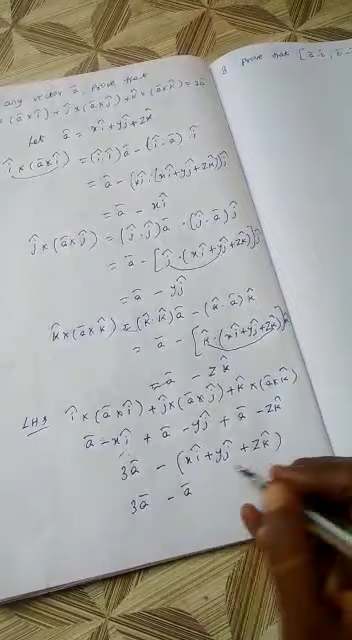 any vector ā, prove that
× (ā×î) + ĵ×(ā×ĵ) + k̂×(ā×k̂) = 2ā
Let ā = xî + yĵ + zk̂
î×(ā×î) = (î·î)ā − (î·ā)·î
= ā − [î·(xî+yĵ+zk̂)]î
= ā − xî
ĵ×(ā×ĵ) = (ĵ·ĵ)ā − (ĵ·ā)ĵ
= ā − [ĵ·(xî+yĵ+zk̂)]ĵ
= ā − yĵ
k̂×(ā×k̂) = (k̂·k̂)ā − (k̂·ā)k̂
= ā − [k̂·(xî+yĵ+zk̂)]k̂
= ā − zk̂
LHS î×(ā×î) + ĵ×(ā×ĵ) + k̂×(ā×k̂)
ā − xî + ā − yĵ + ā − zk̂
3ā − (xî+yĵ+zk̂)
3ā − ā
prove that [